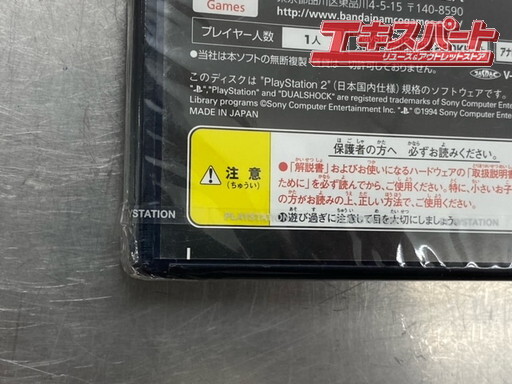 Games
東京都品川区東品川4-5-15 〒140-8590
http://www.bandainamcogames
エキスパート
リユース&アウトレットストア
プレイヤー人数 1人
●当社は本ソフトの無断複製
このディスクは "PlayStation 2" (日本国内仕様) 規格のソフトウェアです。
"PlayStation" and "DUALSHOCK" are registered trademarks of Sony Computer Entertainment
Library programs ©Sony Computer Entertainment Inc. ©1994 Sony Computer Enter
MADE IN JAPAN
注意
(ちゅうい)
保護者の方へ 必ずお読みください。
●「解説書」およびお使いになるハードウェアの「取扱説明書
ために」を必ず読んでから、ご使用ください。特に、小さいお子
の方がお読みの上、正しい方法で、ご使用ください。
遊び過ぎに注意して目を大切にしましょう。